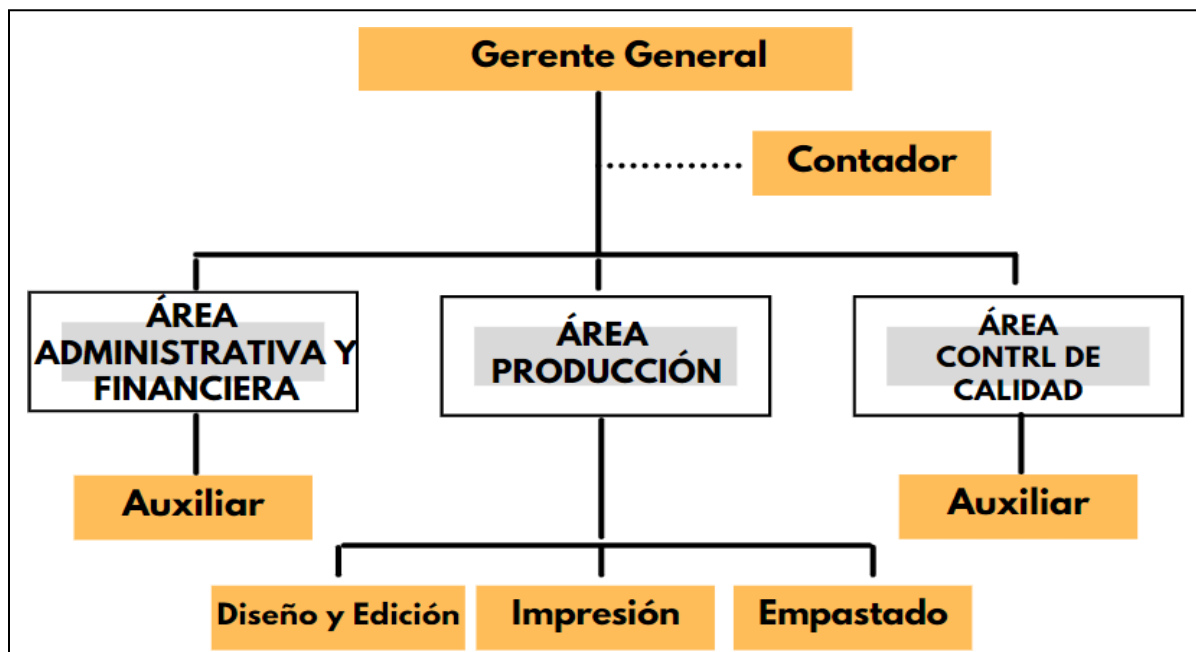 Gerente General
Contador
ÁREA
ADMINISTRATIVA Y
FINANCIERA
ÁREA
PRODUCCIÓN
ÁREA
CONTRL DE
CALIDAD
Auxiliar
Auxiliar
Diseño y Edición
Impresión
Empastado